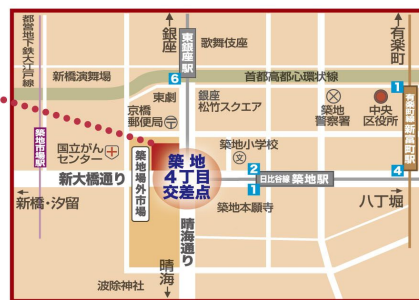 都営地下鉄大江戸線
銀座
東銀座駅
歌舞伎座
有楽町
新橋演舞場
首都高都心環状線
6
1
東劇
京橋
郵便局
銀座
松竹スクエア
築地
警察署
中央
区役所
有楽町線 新富町駅
築地市場駅
国立がん
センター
築地小学校
文
築地
4丁目
交差点
築地場外市場
2
1
日比谷線 築地駅
4
新大橋通り
新橋・汐留
八丁堀
築地本願寺
晴海通り
晴海
波除神社